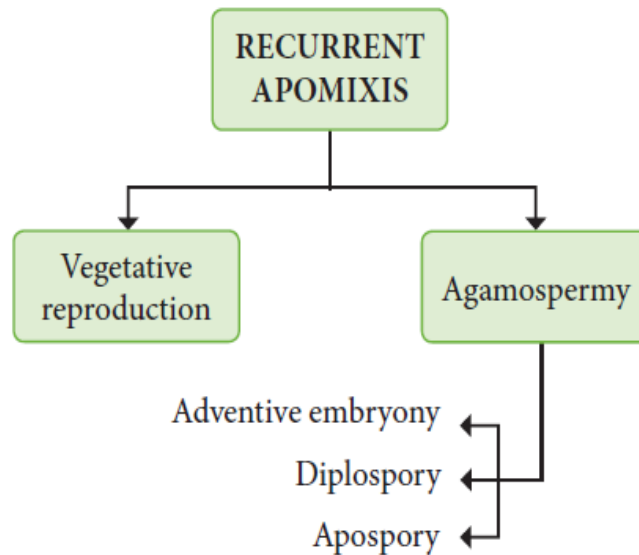 RECURRENT
APOMIXIS
Vegetative
reproduction
Agamospermy
Adventive embryony
Diplospory
Apospory